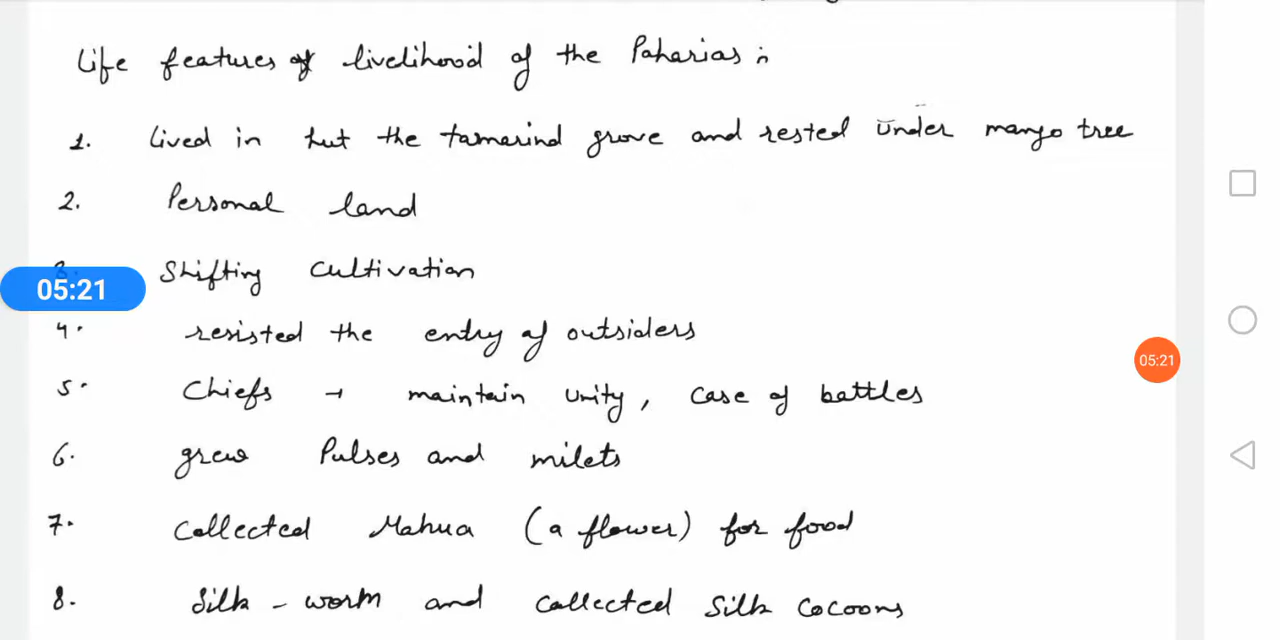 Life features of livelihood of the Paharias :
1. Lived in hut the tamarind grove and rested under mango tree
2. Personal land
3. Shifting cultivation
05:21
4. resisted the entry of outsiders
05:21
5. Chiefs → maintain unity, case of battles
6. grew Pulses and milets
7. Collected Mahua (a flower) for food
8. Silk - worm and collected Silk Cocoons